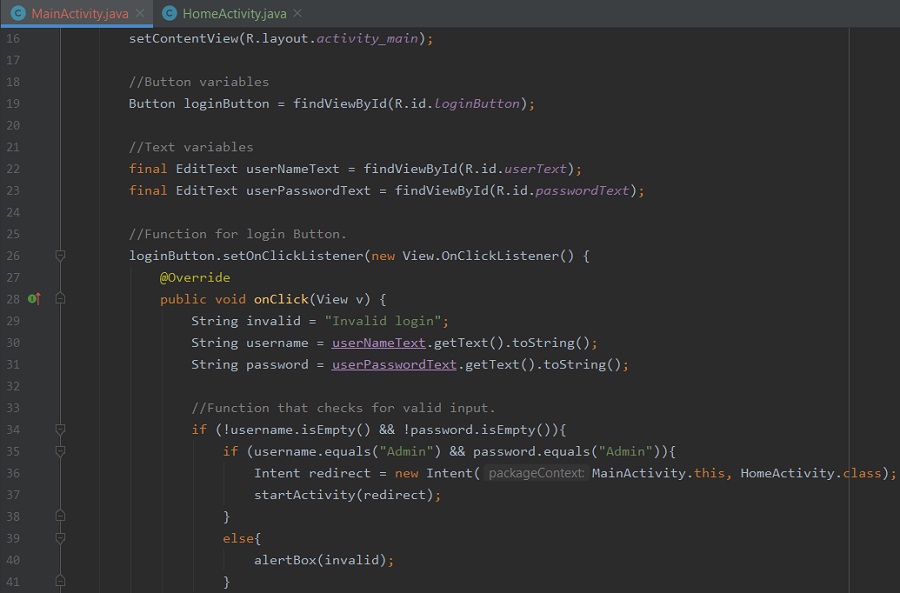 MainActivity.java HomeActivity.java
16 setContentView(R.layout.activity_main);
17
18 //Button variables
19 Button loginButton = findViewById(R.id.loginButton);
20
21 //Text variables
22 final EditText userNameText = findViewById(R.id.userText);
23 final EditText userPasswordText = findViewById(R.id.passwordText);
24
25 //Function for login Button.
26 loginButton.setOnClickListener(new View.OnClickListener() {
27 @Override
28 public void onClick(View v) {
29 String invalid = "Invalid login";
30 String username = userNameText.getText().toString();
31 String password = userPasswordText.getText().toString();
32
33 //Function that checks for valid input.
34 if (!username.isEmpty() && !password.isEmpty()){
35 if (username.equals("Admin") && password.equals("Admin")){
36 Intent redirect = new Intent( packageContext: MainActivity.this, HomeActivity.class);
37 startActivity(redirect);
38 }
39 else{
40 alertBox(invalid);
41 }